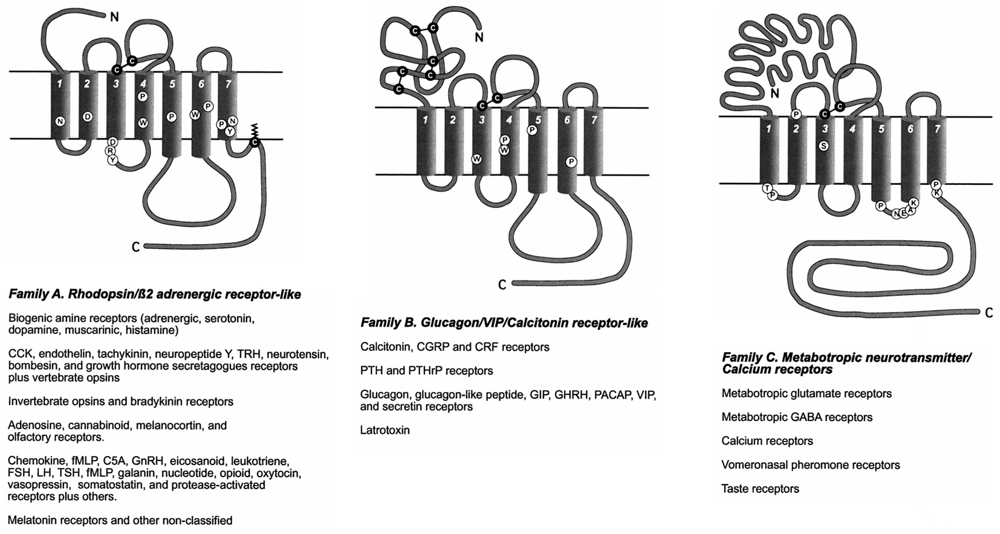 N
C
C
1 2 3 4 5 6 7
P
P
W
N
D
W
P
P
N
Y
C
D
R
Y
C
Family A. Rhodopsin/ß2 adrenergic receptor-like
Biogenic amine receptors (adrenergic, serotonin,
dopamine, muscarinic, histamine)
CCK, endothelin, tachykinin, neuropeptide Y, TRH, neurotensin,
bombesin, and growth hormone secretagogues receptors
plus vertebrate opsins
Invertebrate opsins and bradykinin receptors
Adenosine, cannabinoid, melanocortin, and
olfactory receptors.
Chemokine, fMLP, C5A, GnRH, eicosanoid, leukotriene,
FSH, LH, TSH, fMLP, galanin, nucleotide, opioid, oxytocin,
vasopressin, somatostatin, and protease-activated
receptors plus others.
Melatonin receptors and other non-classified
C
C
N
C
C
C
C
C
C
1 2 3 4 5 6 7
P
P
W
W
P
C
Family B. Glucagon/VIP/Calcitonin receptor-like
Calcitonin, CGRP and CRF receptors
PTH and PTHrP receptors
Glucagon, glucagon-like peptide, GIP, GHRH, PACAP, VIP,
and secretin receptors
Latrotoxin
N
C
P
C
1 2 3 4 5 6 7
S
T
P
P
N
E
A
K
P
K
C
Family C. Metabotropic neurotransmitter/
Calcium receptors
Metabotropic glutamate receptors
Metabotropic GABA receptors
Calcium receptors
Vomeronasal pheromone receptors
Taste receptors